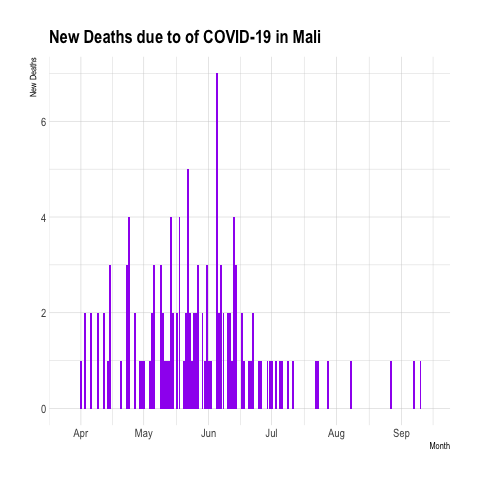 New Deaths due to of COVID-19 in Mali
New Deaths
6
4
2
0
Apr May Jun Jul Aug Sep
Month